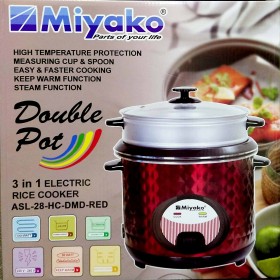 Miyako
Parts of your life
HIGH TEMPERATURE PROTECTION
MEASURING CUP & SPOON
EASY & FASTER COOKING
KEEP WARM FUNCTION
STEAM FUNCTION
Double
Pot
Miyako
3 in 1 ELECTRIC
RICE COOKER
ASL-28-HC-DMD-RED